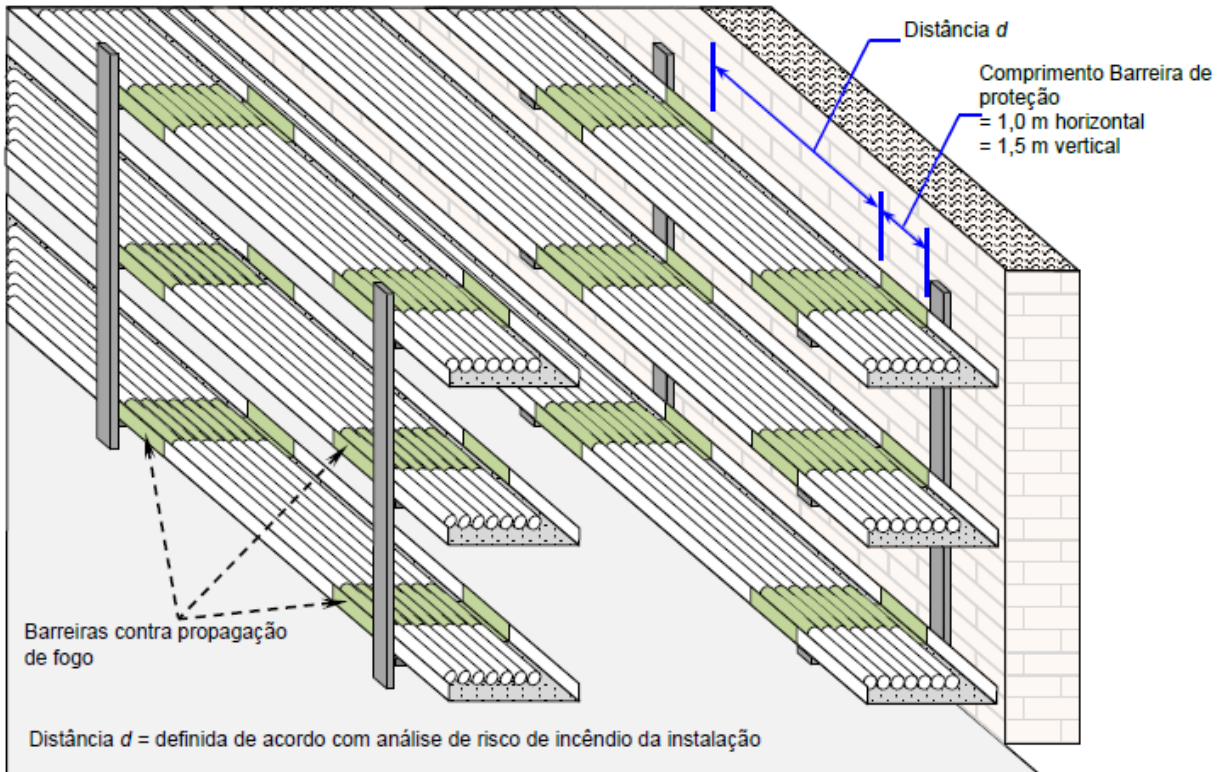 Distância d
Comprimento Barreira de
proteção
= 1,0 m horizontal
= 1,5 m vertical
Barreiras contra propagação
de fogo
Distância d = definida de acordo com análise de risco de incêndio da instalação